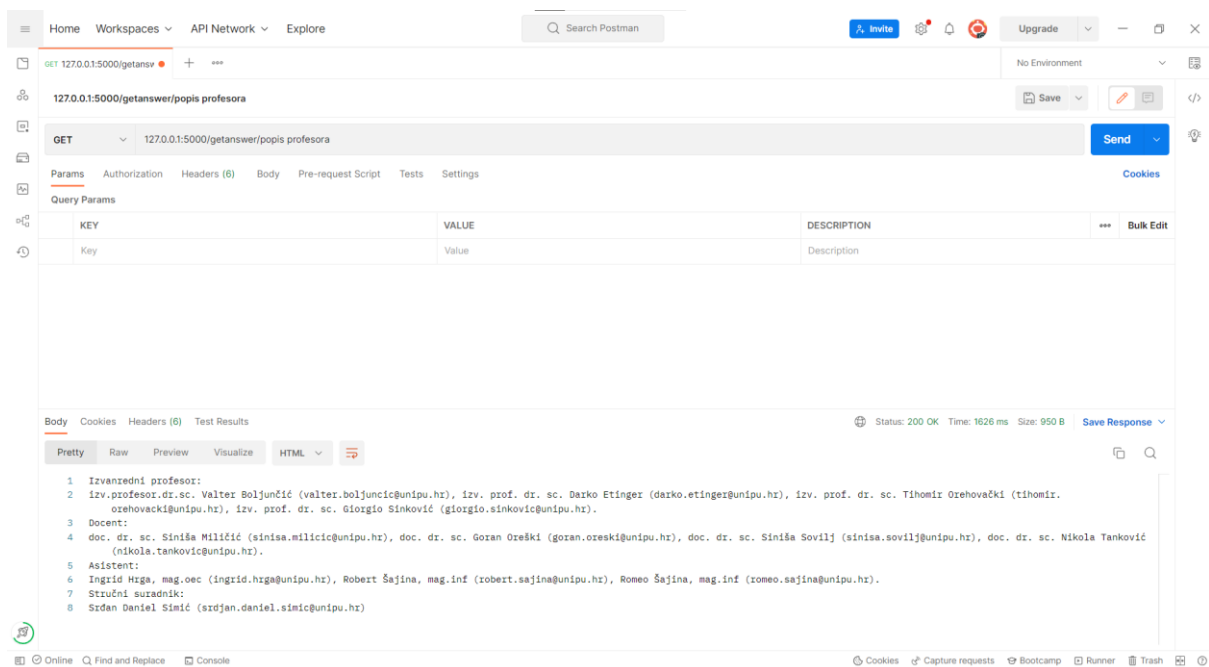 Home Workspaces API Network Explore Search Postman Invite Upgrade
GET 127.0.0.1:5000/getansw No Environment
127.0.0.1:5000/getanswer/popis profesora Save
GET 127.0.0.1:5000/getanswer/popis profesora Send
Params Authorization Headers (6) Body Pre-request Script Tests Settings Cookies
Query Params
KEY VALUE DESCRIPTION Bulk Edit
Key Value Description
Body Cookies Headers (6) Test Results Status: 200 OK Time: 1626 ms Size: 950 B Save Response
Pretty Raw Preview Visualize HTML
1 Izvanredni profesor:
2 izv.profesor.dr.sc. Valter Boljunčić (valter.boljuncic@unipu.hr), izv. prof. dr. sc. Darko Etinger (darko.etinger@unipu.hr), izv. prof. dr. sc. Tihomir Orehovački (tihomir.
orehovacki@unipu.hr), izv. prof. dr. sc. Giorgio Sinković (giorgio.sinkovic@unipu.hr).
3 Docent:
4 doc. dr. sc. Siniša Miličić (sinisa.milicic@unipu.hr), doc. dr. sc. Goran Oreški (goran.oreski@unipu.hr), doc. dr. sc. Siniša Sovilj (sinisa.sovilj@unipu.hr), doc. dr. sc. Nikola Tanković
(nikola.tankovic@unipu.hr).
5 Asistent:
6 Ingrid Hrga, mag.oec (ingrid.hrga@unipu.hr), Robert Šajina, mag.inf (robert.sajina@unipu.hr), Romeo Šajina, mag.inf (romeo.sajina@unipu.hr).
7 Stručni suradnik:
8 Srđan Daniel Simić (srdjan.daniel.simic@unipu.hr)
Online Find and Replace Console Cookies Capture requests Bootcamp Runner Trash